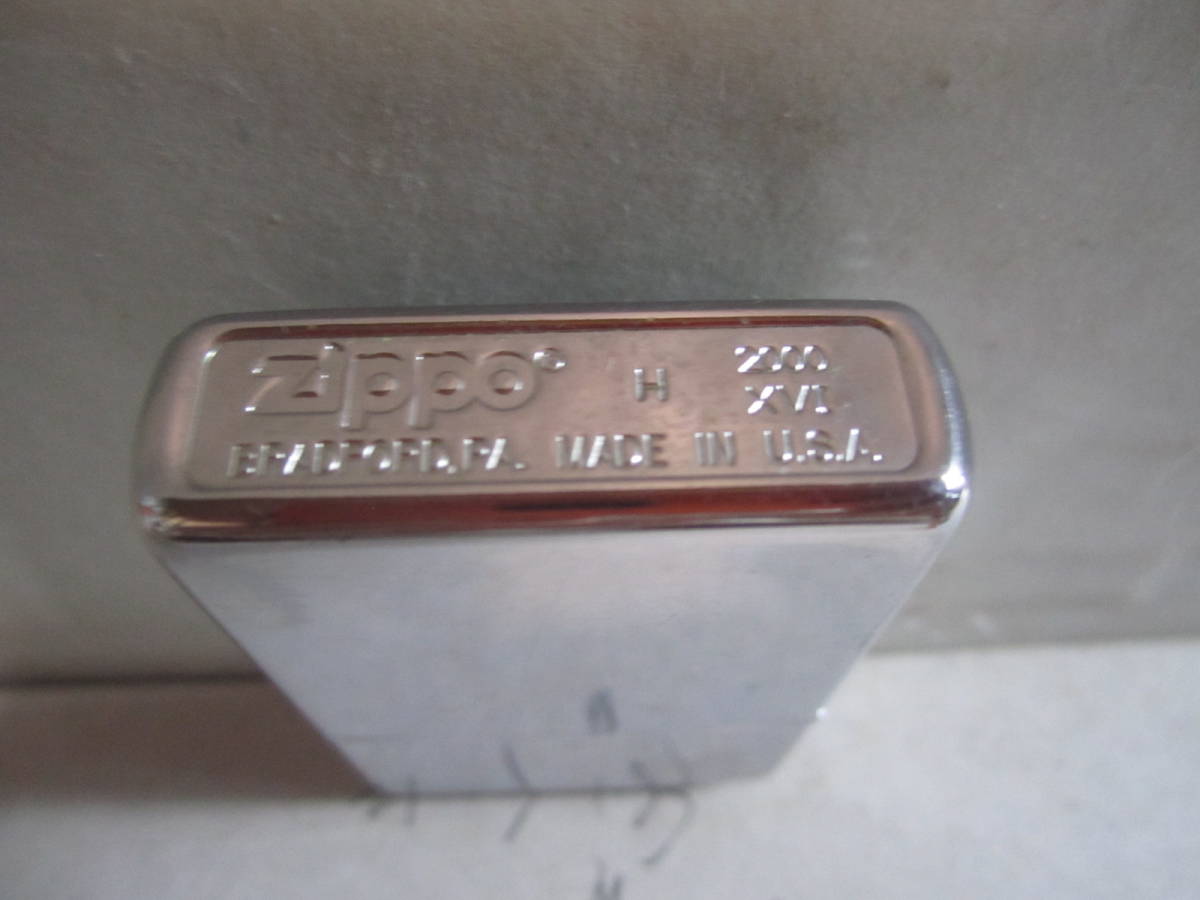 Zippo® H 2000
XVI
BRADFORD, PA. MADE IN U.S.A.